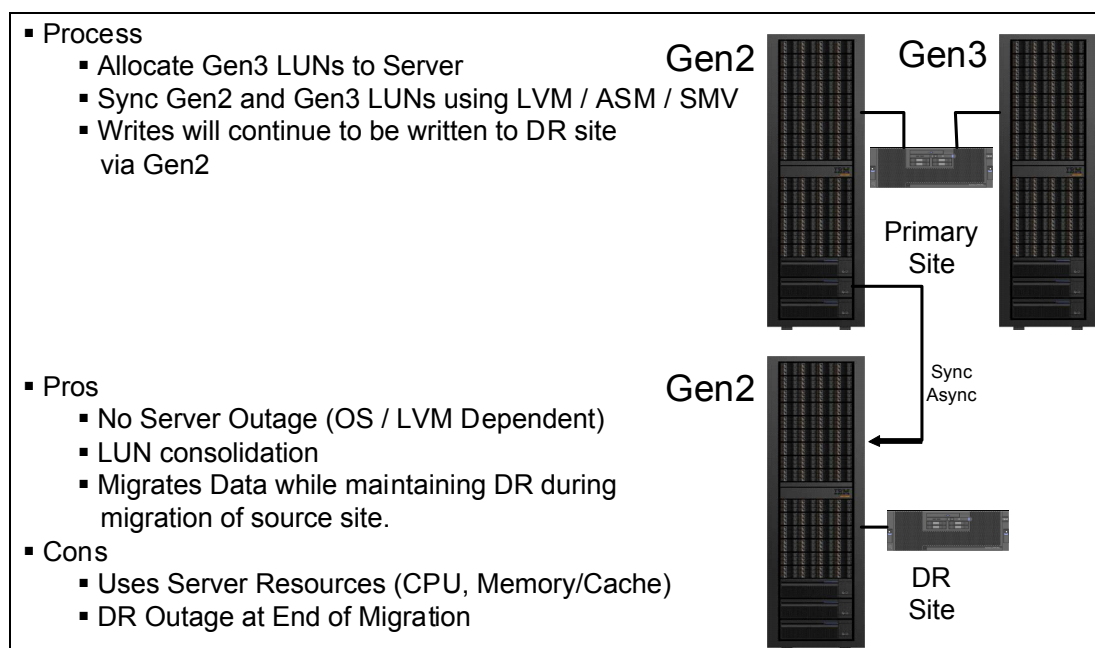 ▪ Process
▪ Allocate Gen3 LUNs to Server
▪ Sync Gen2 and Gen3 LUNs using LVM / ASM / SMV
▪ Writes will continue to be written to DR site
via Gen2
▪ Pros
▪ No Server Outage (OS / LVM Dependent)
▪ LUN consolidation
▪ Migrates Data while maintaining DR during
migration of source site.
▪ Cons
▪ Uses Server Resources (CPU, Memory/Cache)
▪ DR Outage at End of Migration
Gen2
Gen3
Primary
Site
Sync
Async
Gen2
DR
Site